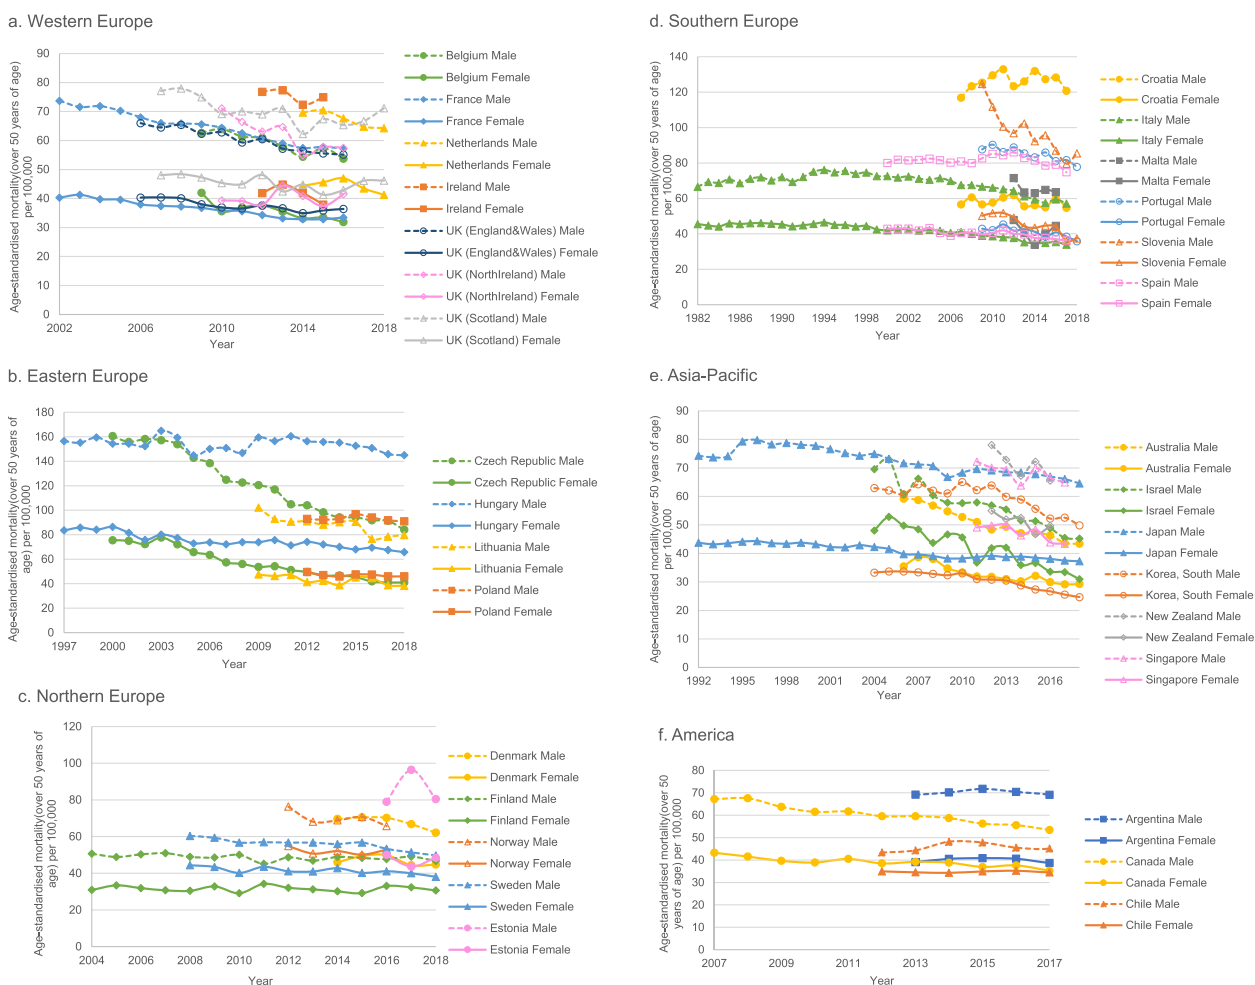 a. Western Europe
Age-standardised mortality(over 50 years of age)
per 100,000
90
80
70
60
50
40
30
20
10
0
2002
2006
2010
2014
2018
Year
Belgium Male
Belgium Female
France Male
France Female
Netherlands Male
Netherlands Female
Ireland Male
Ireland Female
UK (England&Wales) Male
UK (England&Wales) Female
UK (NorthIreland) Male
UK (NorthIreland) Female
UK (Scotland) Male
UK (Scotland) Female
b. Eastern Europe
Age-standardised mortality(over 50 years of
age) per 100,000
180
160
140
120
100
80
60
40
20
0
1997
2000
2003
2006
2009
2012
2015
2018
Year
Czech Republic Male
Czech Republic Female
Hungary Male
Hungary Female
Lithuania Male
Lithuania Female
Poland Male
Poland Female
c. Northern Europe
Age-standardised mortality(over 50 years of
age) per 100,000
120
100
80
60
40
20
0
2004
2006
2008
2010
2012
2014
2016
2018
Year
Denmark Male
Denmark Female
Finland Male
Finland Female
Norway Male
Norway Female
Sweden Male
Sweden Female
Estonia Male
Estonia Female
d. Southern Europe
Age-standardised mortality(over 50 years of age)
per 100,000
140
120
100
80
60
40
20
0
1982
1986
1990
1994
1998
2002
2006
2010
2014
2018
Year
Croatia Male
Croatia Female
Italy Male
Italy Female
Malta Male
Malta Female
Portugal Male
Portugal Female
Slovenia Male
Slovenia Female
Spain Male
Spain Female
e. Asia-Pacific
Age-standardised mortality(over 50 years of age)
per 100,000
90
80
70
60
50
40
30
20
10
0
1992
1995
1998
2001
2004
2007
2010
2013
2016
Year
Australia Male
Australia Female
Israel Male
Israel Female
Japan Male
Japan Female
Korea, South Male
Korea, South Female
New Zealand Male
New Zealand Female
Singapore Male
Singapore Female
f. America
Age-standardised mortality(over 50
years of age) per 100,000
80
70
60
50
40
30
20
10
0
2007
2009
2011
2013
2015
2017
Year
Argentina Male
Argentina Female
Canada Male
Canada Female
Chile Male
Chile Female